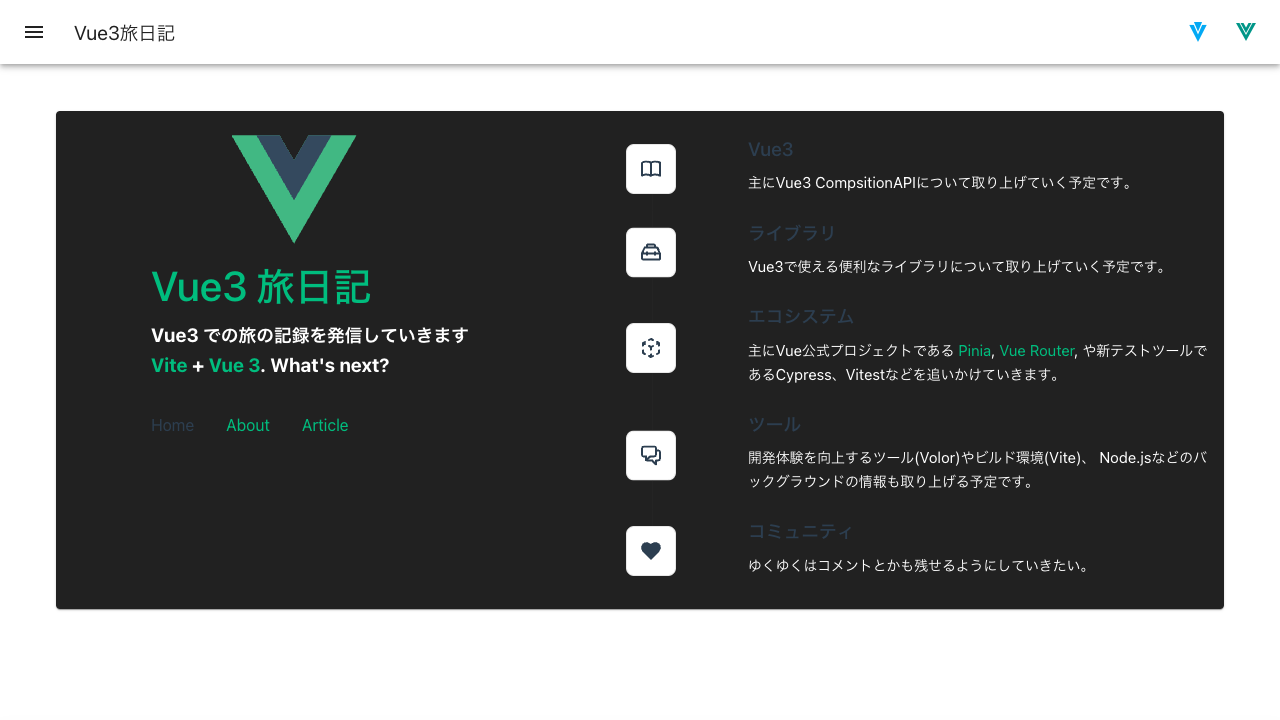 Vue3旅日記
Vue3 旅日記
Vue3 での旅の記録を発信していきます
Vite + Vue 3. What's next?
Home About Article
Vue3
主にVue3 CompsitionAPIについて取り上げていく予定です。
ライブラリ
Vue3で使える便利なライブラリについて取り上げていく予定です。
エコシステム
主にVue公式プロジェクトである Pinia, Vue Router, や新テストツールで
あるCypress、Vitestなどを追いかけていきます。
ツール
開発体験を向上するツール(Volor)やビルド環境(Vite)、 Node.jsなどのバ
ックグラウンドの情報も取り上げる予定です。
コミュニティ
ゆくゆくはコメントとかも残せるようにしていきたい。